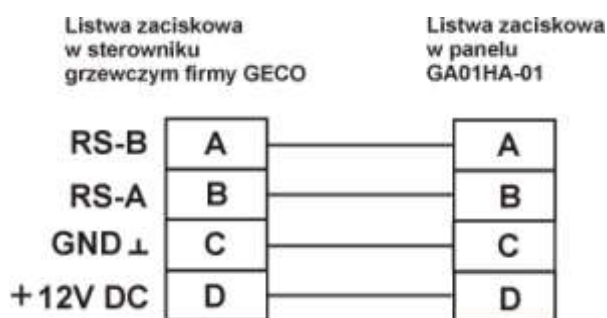 Listwa zaciskowa
w sterowniku
grzewczym firmy GECO
Listwa zaciskowa
w panelu
GA01HA-01
RS-B A A
RS-A B B
GND ⊥ C C
+12V DC D D